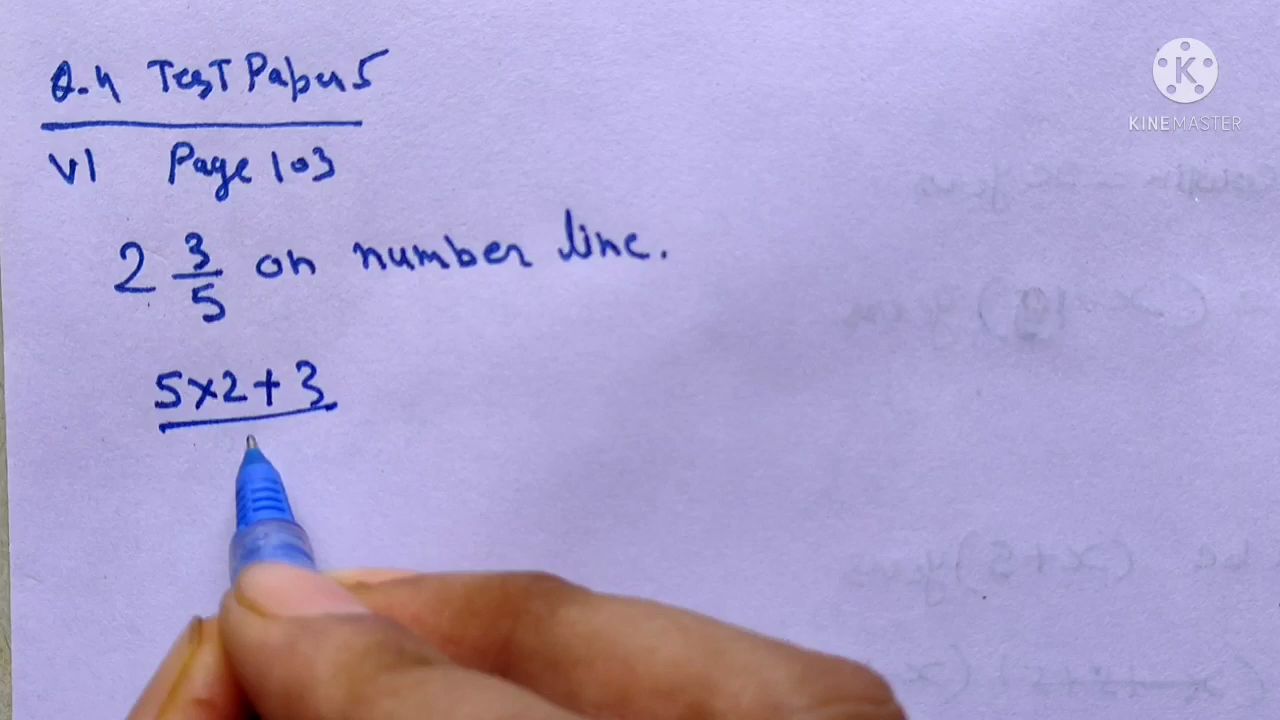 Q.4 Test Paper 5
VI Page 103
2 3/5 on number line.
5×2+3
K
KINEMASTER